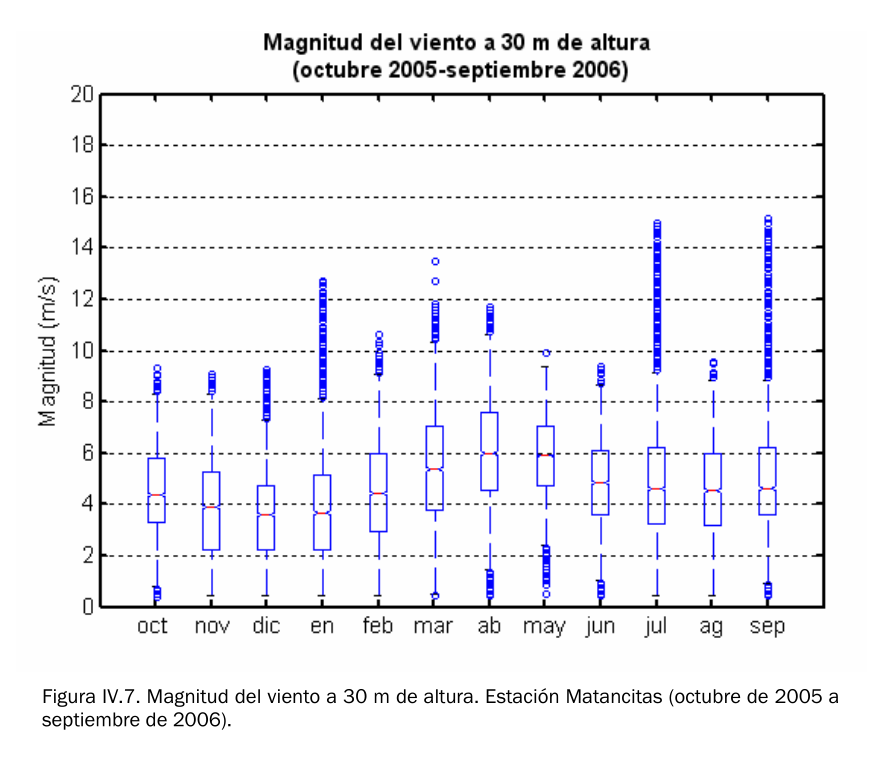 Magnitud del viento a 30 m de altura
(octubre 2005-septiembre 2006)
20
18
16
14
12
10
8
6
4
2
0
Magnitud (m/s)
oct nov dic en feb mar ab may jun jul ag sep
Figura IV.7. Magnitud del viento a 30 m de altura. Estación Matancitas (octubre de 2005 a
septiembre de 2006).